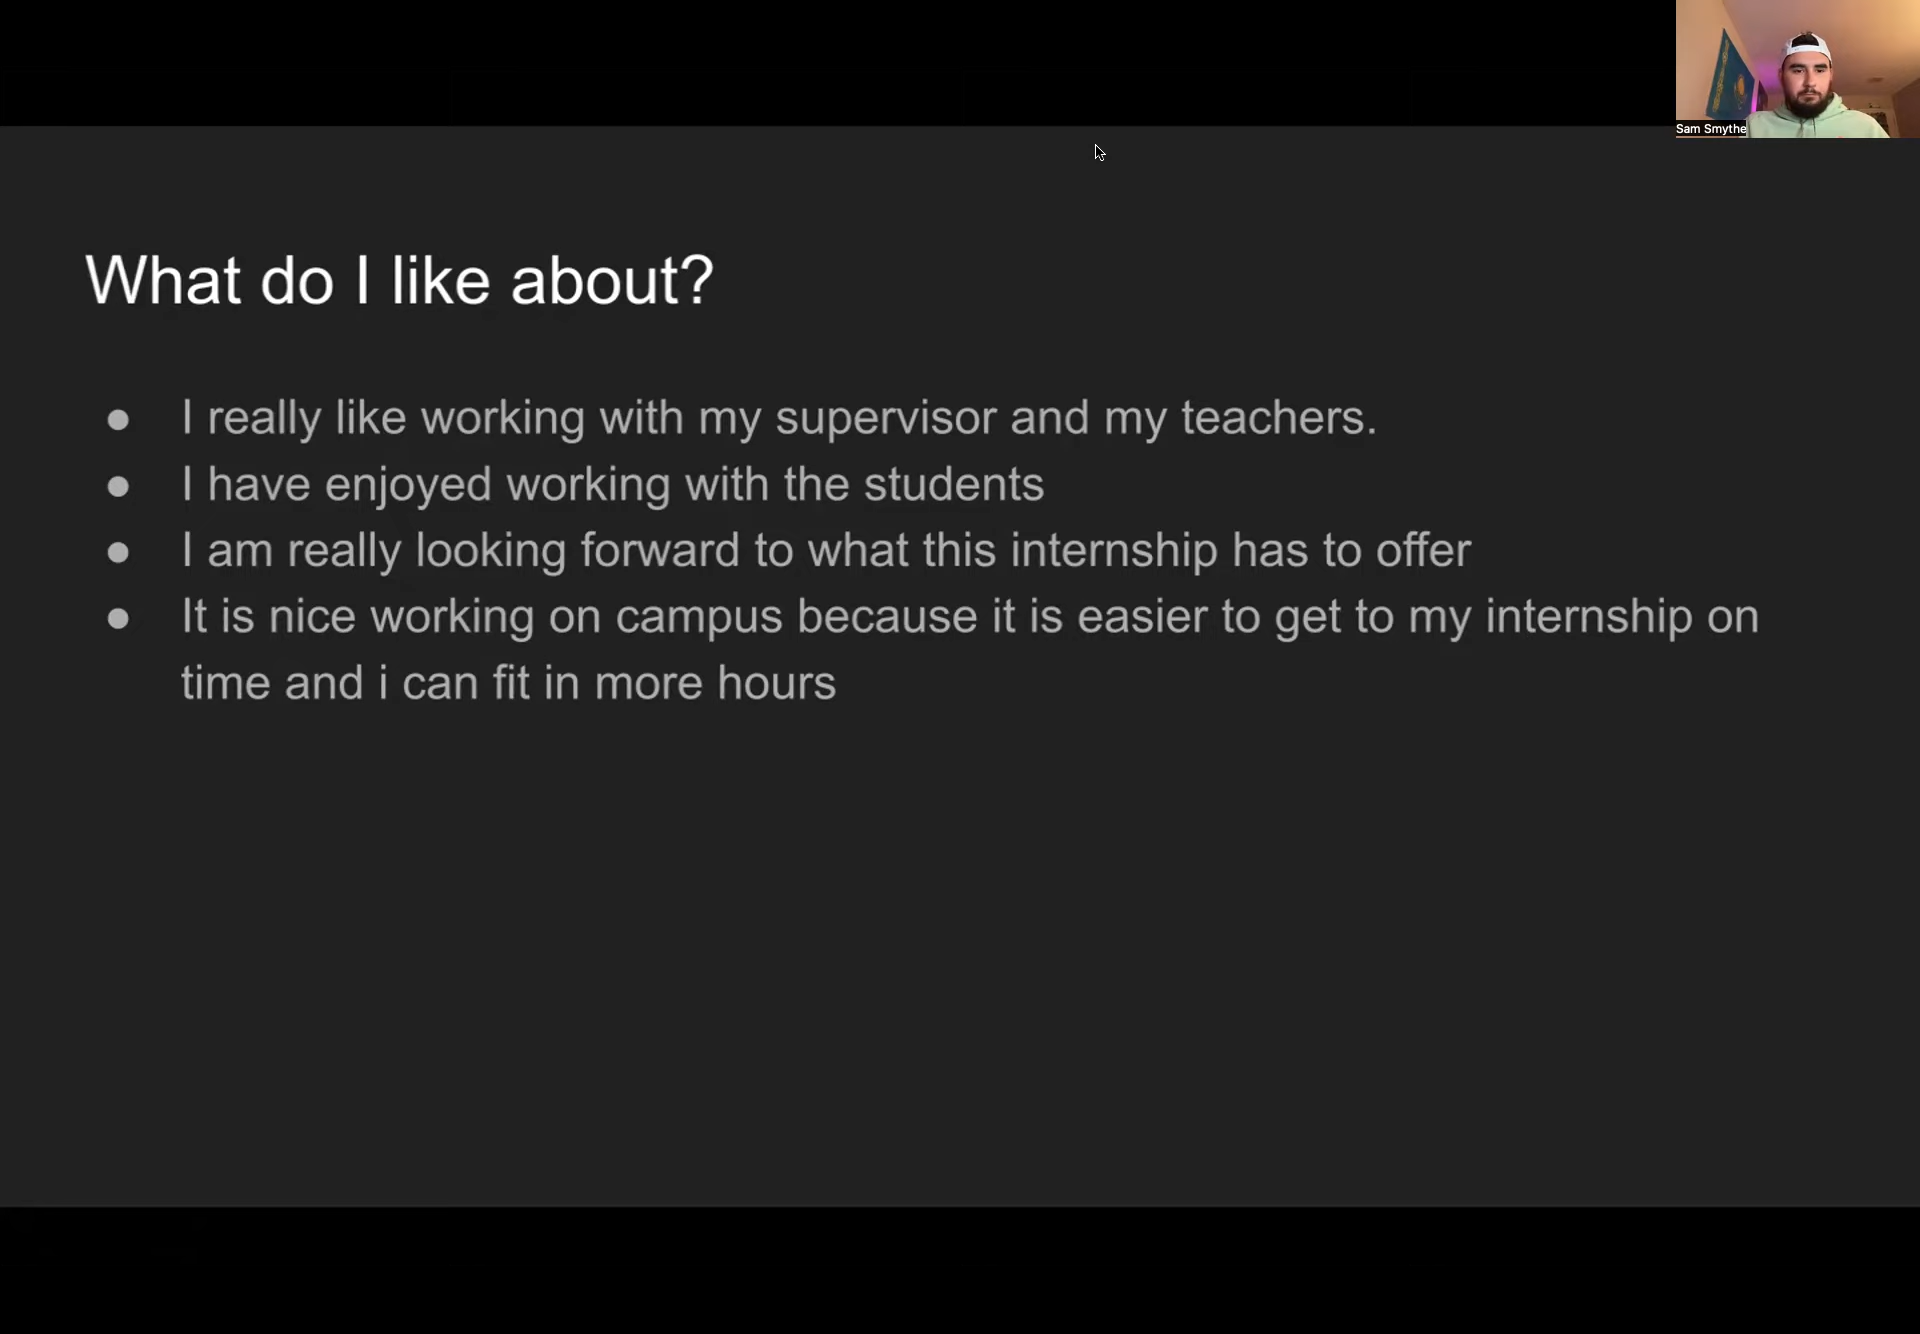 Sam Smythe
What do I like about?
● I really like working with my supervisor and my teachers.
● I have enjoyed working with the students
● I am really looking forward to what this internship has to offer
● It is nice working on campus because it is easier to get to my internship on
time and i can fit in more hours